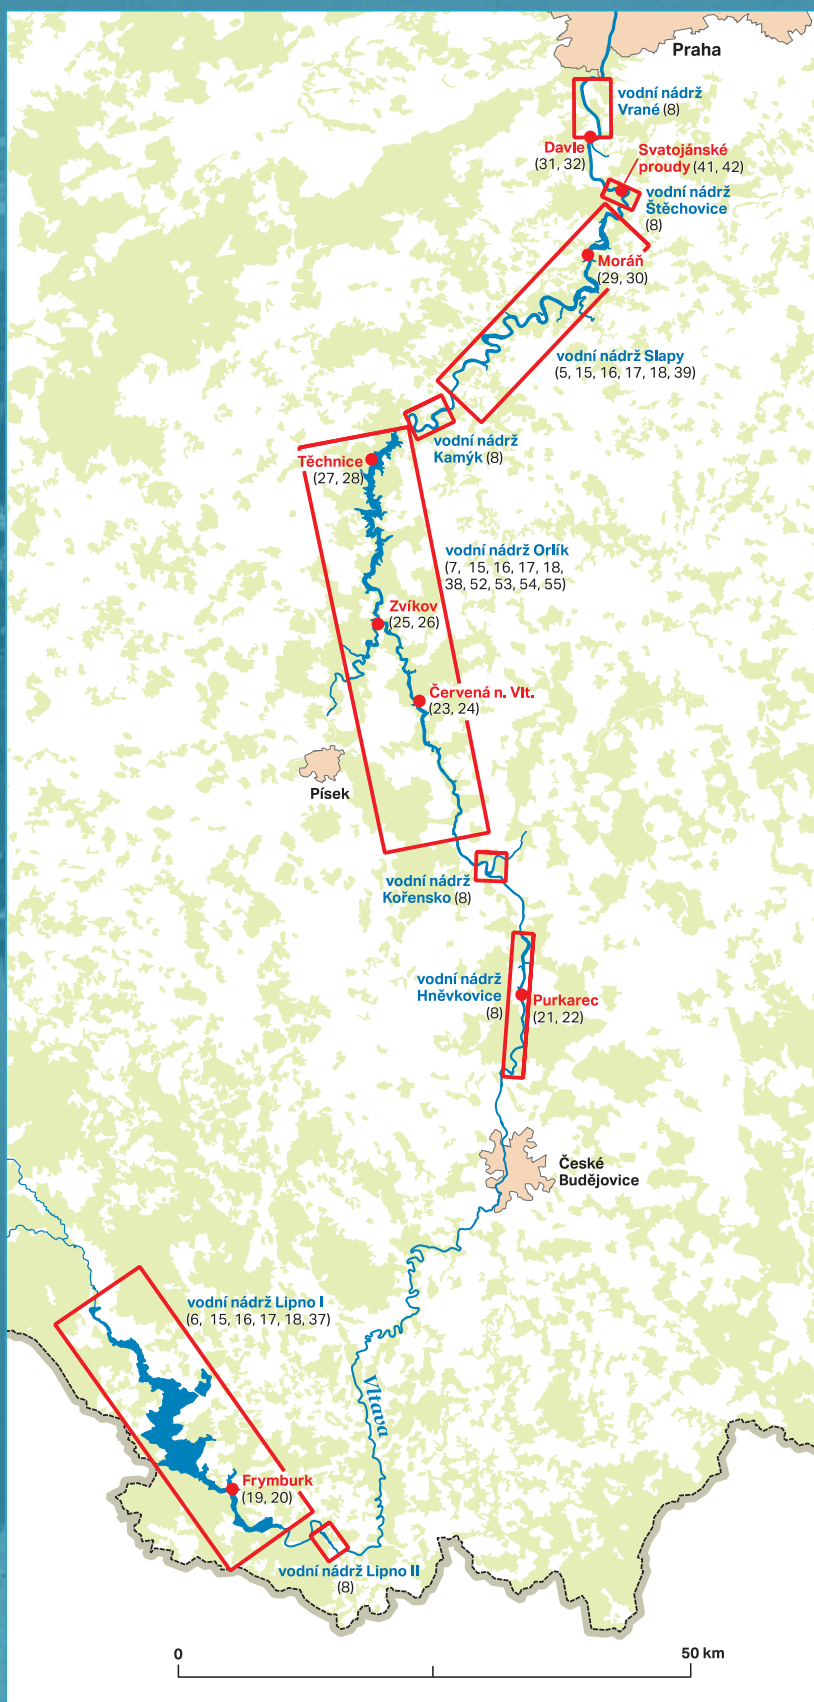 Praha
vodní nádrž
Vrané (8)
Davle
(31, 32)
Svatojánské
proudy (41, 42)
vodní nádrž
Štěchovice
(8)
Moráň
(29, 30)
vodní nádrž Slapy
(5, 15, 16, 17, 18, 39)
vodní nádrž
Kamýk (8)
Těchnice
(27, 28)
vodní nádrž Orlík
(7, 15, 16, 17, 18,
38, 52, 53, 54, 55)
Zvíkov
(25, 26)
Červená n. Vlt.
(23, 24)
Písek
vodní nádrž
Kořensko (8)
vodní nádrž
Hněvkovice
(8)
Purkarec
(21, 22)
České
Budějovice
vodní nádrž Lipno I
(6, 15, 16, 17, 18, 37)
Vltava
Frymburk
(19, 20)
vodní nádrž Lipno II
(8)
0
50 km